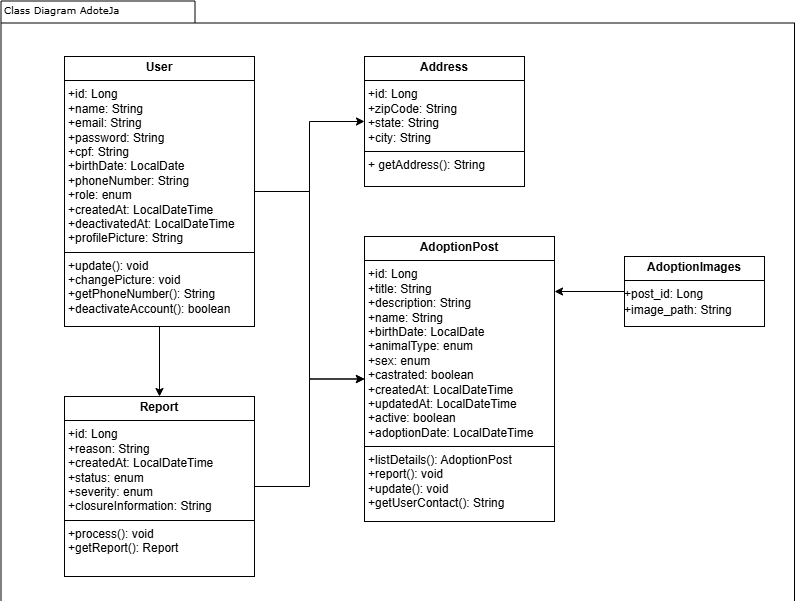 Class Diagram AdoteJa
User
+id: Long
+name: String
+email: String
+password: String
+cpf: String
+birthDate: LocalDate
+phoneNumber: String
+role: enum
+createdAt: LocalDateTime
+deactivatedAt: LocalDateTime
+profilePicture: String
+update(): void
+changePicture: void
+getPhoneNumber(): String
+deactivateAccount(): boolean
Address
+id: Long
+zipCode: String
+state: String
+city: String
+ getAddress(): String
AdoptionPost
+id: Long
+title: String
+description: String
+name: String
+birthDate: LocalDate
+animalType: enum
+sex: enum
+castrated: boolean
+createdAt: LocalDateTime
+updatedAt: LocalDateTime
+active: boolean
+adoptionDate: LocalDateTime
+listDetails(): AdoptionPost
+report(): void
+update(): void
+getUserContact(): String
AdoptionImages
+post_id: Long
+image_path: String
Report
+id: Long
+reason: String
+createdAt: LocalDateTime
+status: enum
+severity: enum
+closureInformation: String
+process(): void
+getReport(): Report